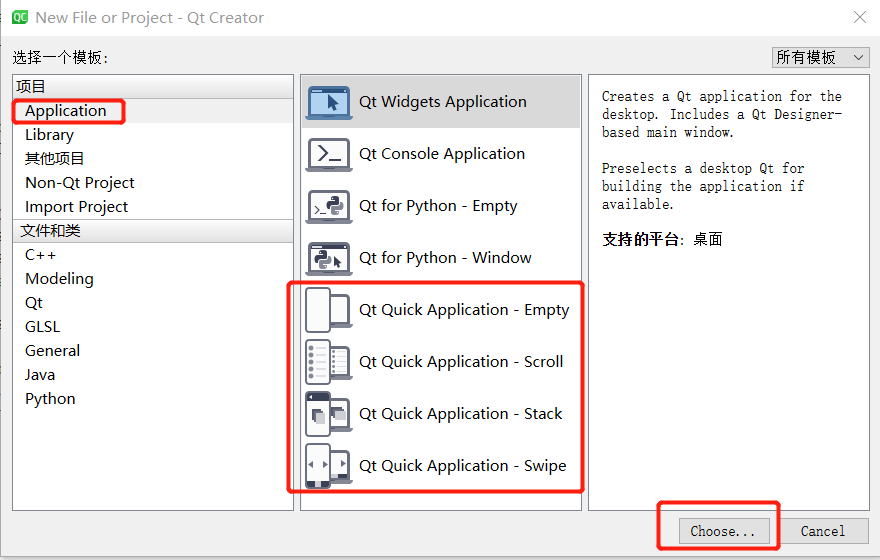 QC New File or Project - Qt Creator
选择一个模板:
所有模板
项目
Application
Library
其他项目
Non-Qt Project
Import Project
文件和类
C++
Modeling
Qt
GLSL
General
Java
Python
Qt Widgets Application
Qt Console Application
Qt for Python - Empty
Qt for Python - Window
Qt Quick Application - Empty
Qt Quick Application - Scroll
Qt Quick Application - Stack
Qt Quick Application - Swipe
Creates a Qt application for the
desktop. Includes a Qt Designer-
based main window.
Preselects a desktop Qt for
building the application if
available.
支持的平台: 桌面
Choose...
Cancel